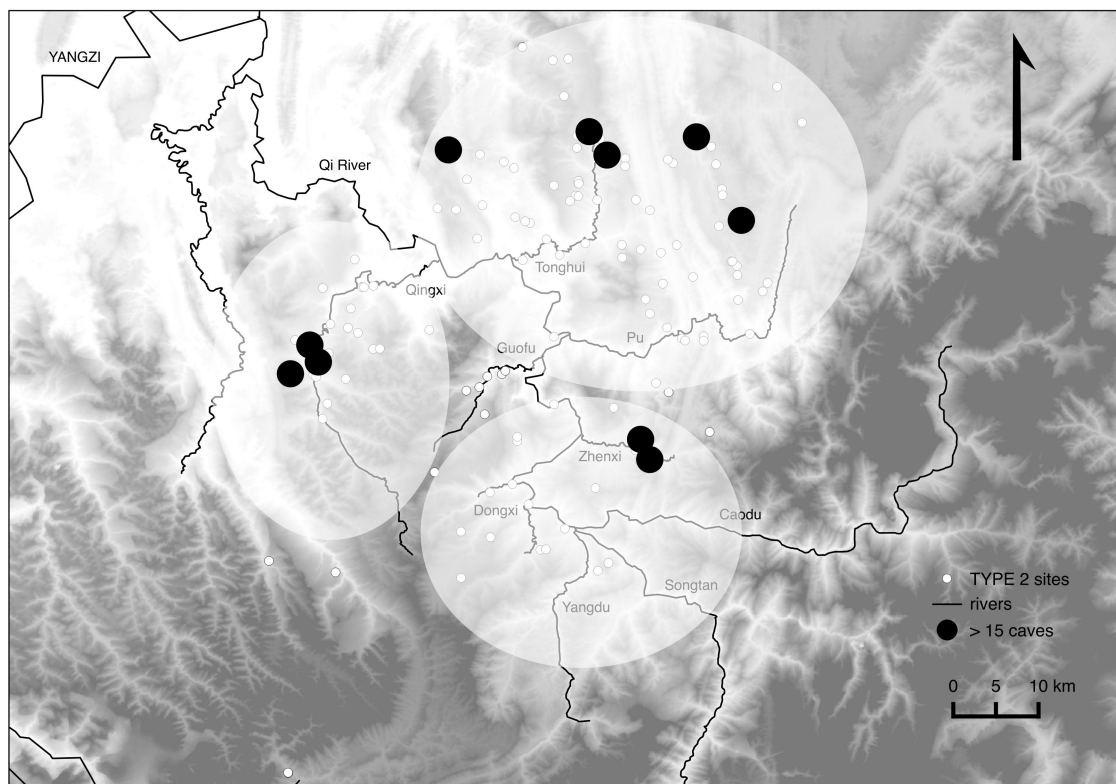 YANGZI
Qi River
Tonghui
Qingxi
Pu
Guofu
Zhenxi
Dongxi
Caodu
Songtan
Yangdu
TYPE 2 sites
rivers
> 15 caves
0 5 10 km